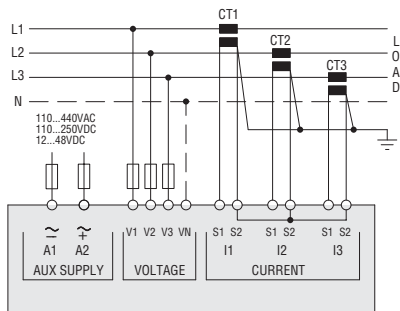 CT1
L1
L
CT2
L2
O
CT3
L3
A
N
D
110...440VAC
110...250VDC
12...48VDC
V1 V2 V3 VN
S1 S2 S1 S2 S1 S2
A1 A2
I1 I2 I3
AUX SUPPLY VOLTAGE CURRENT